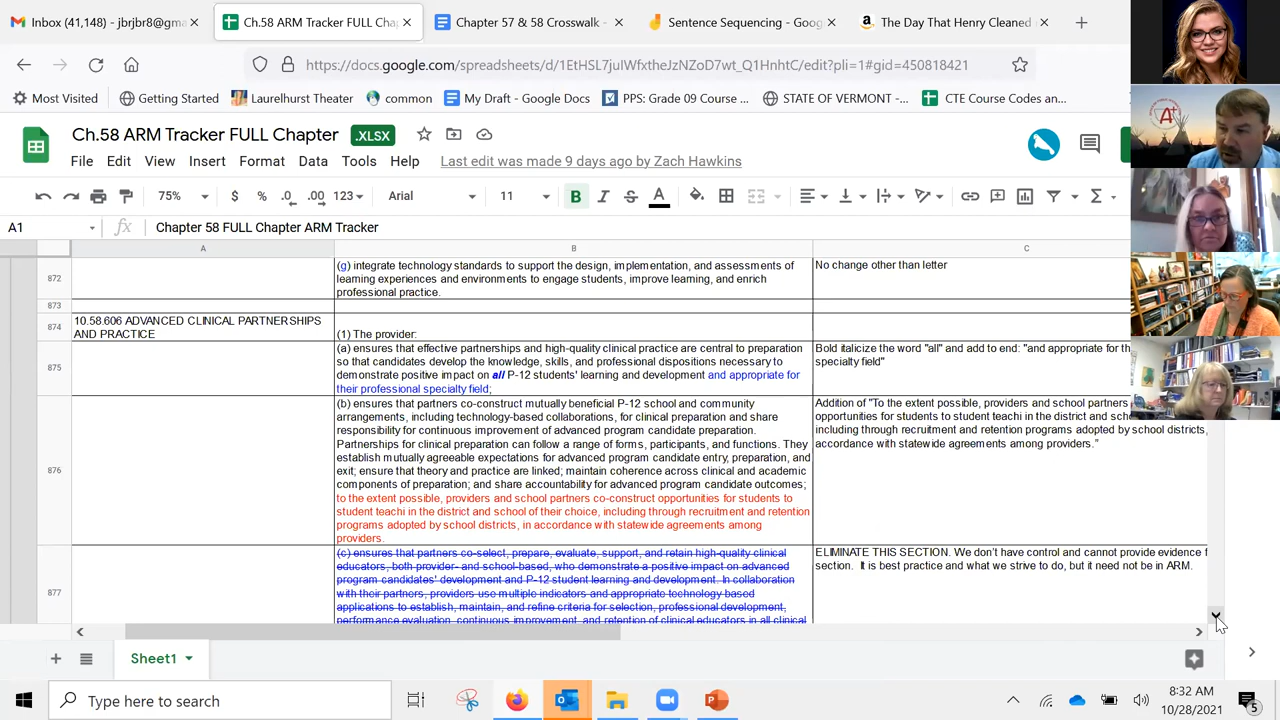 Inbox (41,148) - jbrjbr8@gma
Ch.58 ARM Tracker FULL Cha
Chapter 57 & 58 Crosswalk -
Sentence Sequencing - G
The Day That Henry Cleaned
https://docs.google.com/spreadsheets/d/
Most Visited
Getting Started
Laurelhurst Theater
common
My Draft - Google Docs
PPS: Grade 09 Course ...
STATE OF VERMONT -...
CTE Course Codes an...
Ch.58 ARM Tracker FULL Chapter
.XLSX
File Edit View Insert Format Data Tools Help
Last edit was made 9 days ago by Zach Hawkins
75% $ % .0 .00 123 Arial 11 B I S A
A1
fx
Chapter 58 FULL Chapter ARM Tracker
A B C
872
(g) integrate technology standards to support the design, implementation, and assessments of
learning experiences and environments to engage students, improve learning, and enrich
professional practice.
No change other than letter
873
874
10.58.606 ADVANCED CLINICAL PARTNERSHIPS
AND PRACTICE
(1) The provider:
875
(a) ensures that effective partnerships and high-quality clinical practice are central to preparation
so that candidates develop the knowledge, skills, and professional dispositions necessary to
demonstrate positive impact on all P-12 students' learning and development and appropriate for
their professional specialty field;
Bold italicize the word "all" and add to end: "and appropriate for th
specialty field"
876
(b) ensures that partners co-construct mutually beneficial P-12 school and community
arrangements, including technology-based collaborations, for clinical preparation and share
responsibility for continuous improvement of advanced program candidate preparation.
Partnerships for clinical preparation can follow a range of forms, participants, and functions. They
establish mutually agreeable expectations for advanced program candidate entry, preparation, and
exit; ensure that theory and practice are linked; maintain coherence across clinical and academic
components of preparation; and share accountability for advanced program candidate outcomes;
to the extent possible, providers and school partners co-construct opportunities for students to
student teachi in the district and school of their choice, including through recruitment and retention
programs adopted by school districts, in accordance with statewide agreements among
providers.
Addition of "To the extent possible, providers and school partners
opportunities for students to student teachi in the district and scho
including through recruitment and retention programs adopted by school districts,
accordance with statewide agreements among providers."
877
(c) ensures that partners co-select, prepare, evaluate, support, and retain high-quality clinical
educators, both provider- and school-based, who demonstrate a positive impact on advanced
program candidates' development and P-12 student learning and development. In collaboration
with their partners, providers use multiple indicators and appropriate technology based
applications to establish, maintain, and refine criteria for selection, professional development,
performance evaluation, continuous improvement, and retention of clinical educators in all clinical
ELIMINATE THIS SECTION. We don't have control and cannot provide evidence f
section. It is best practice and what we strive to do, but it need not be in ARM.
Sheet1
Type here to search
8:32 AM
10/28/2021
5